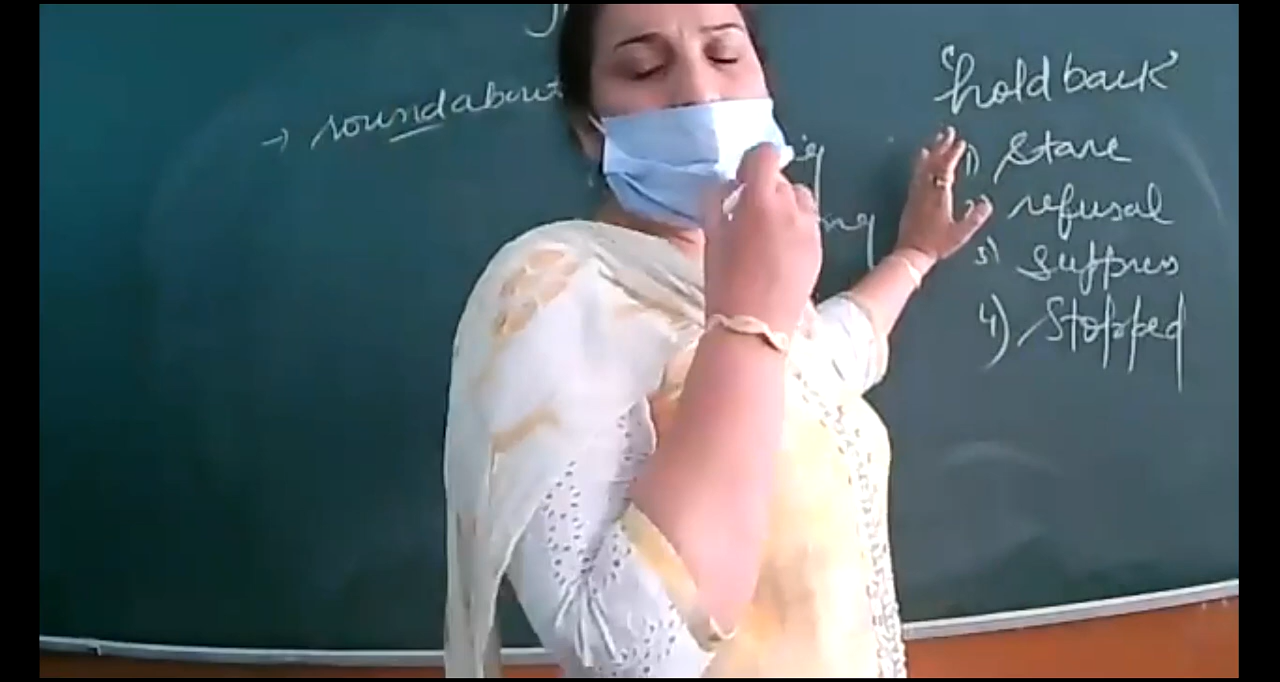 → roundabout
'hold back'
1) Stare
2) refusal
3) Suppress
4) Stopped